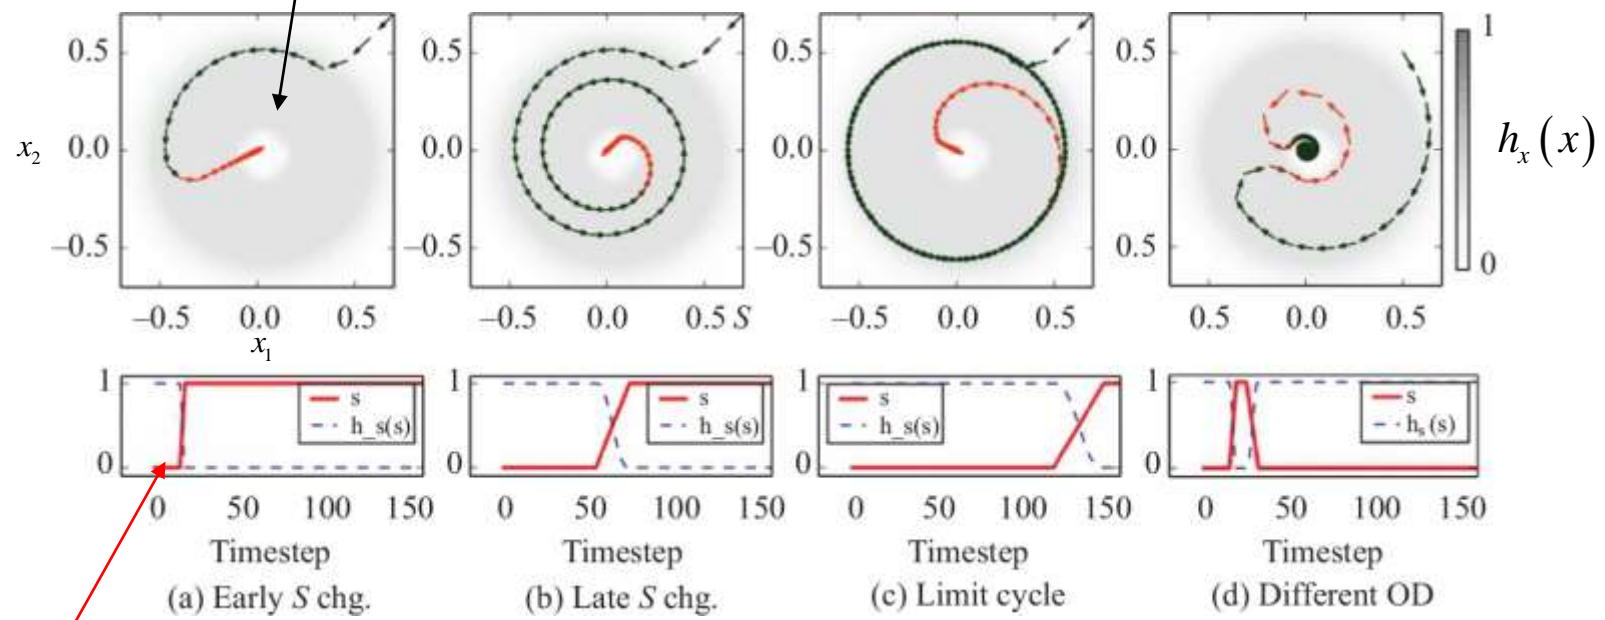 0.5
0.0
–0.5
x₂
–0.5 0.0 0.5
x₁
0.5
0.0
–0.5
–0.5 0.0 0.5 S
0.5
0.0
–0.5
–0.5 0.0 0.5
0.5
0.0
0.5
0.5 0.0 0.5
1
0
hₓ(x)
1
0
s
h_s(s)
0 50 100 150
Timestep
(a) Early S chg.
1
0
s
h_s(s)
0 50 100 150
Timestep
(b) Late S chg.
1
0
s
h_s(s)
0 50 100 150
Timestep
(c) Limit cycle
1
0
s
hₛ(s)
0 50 100 150
Timestep
(d) Different OD